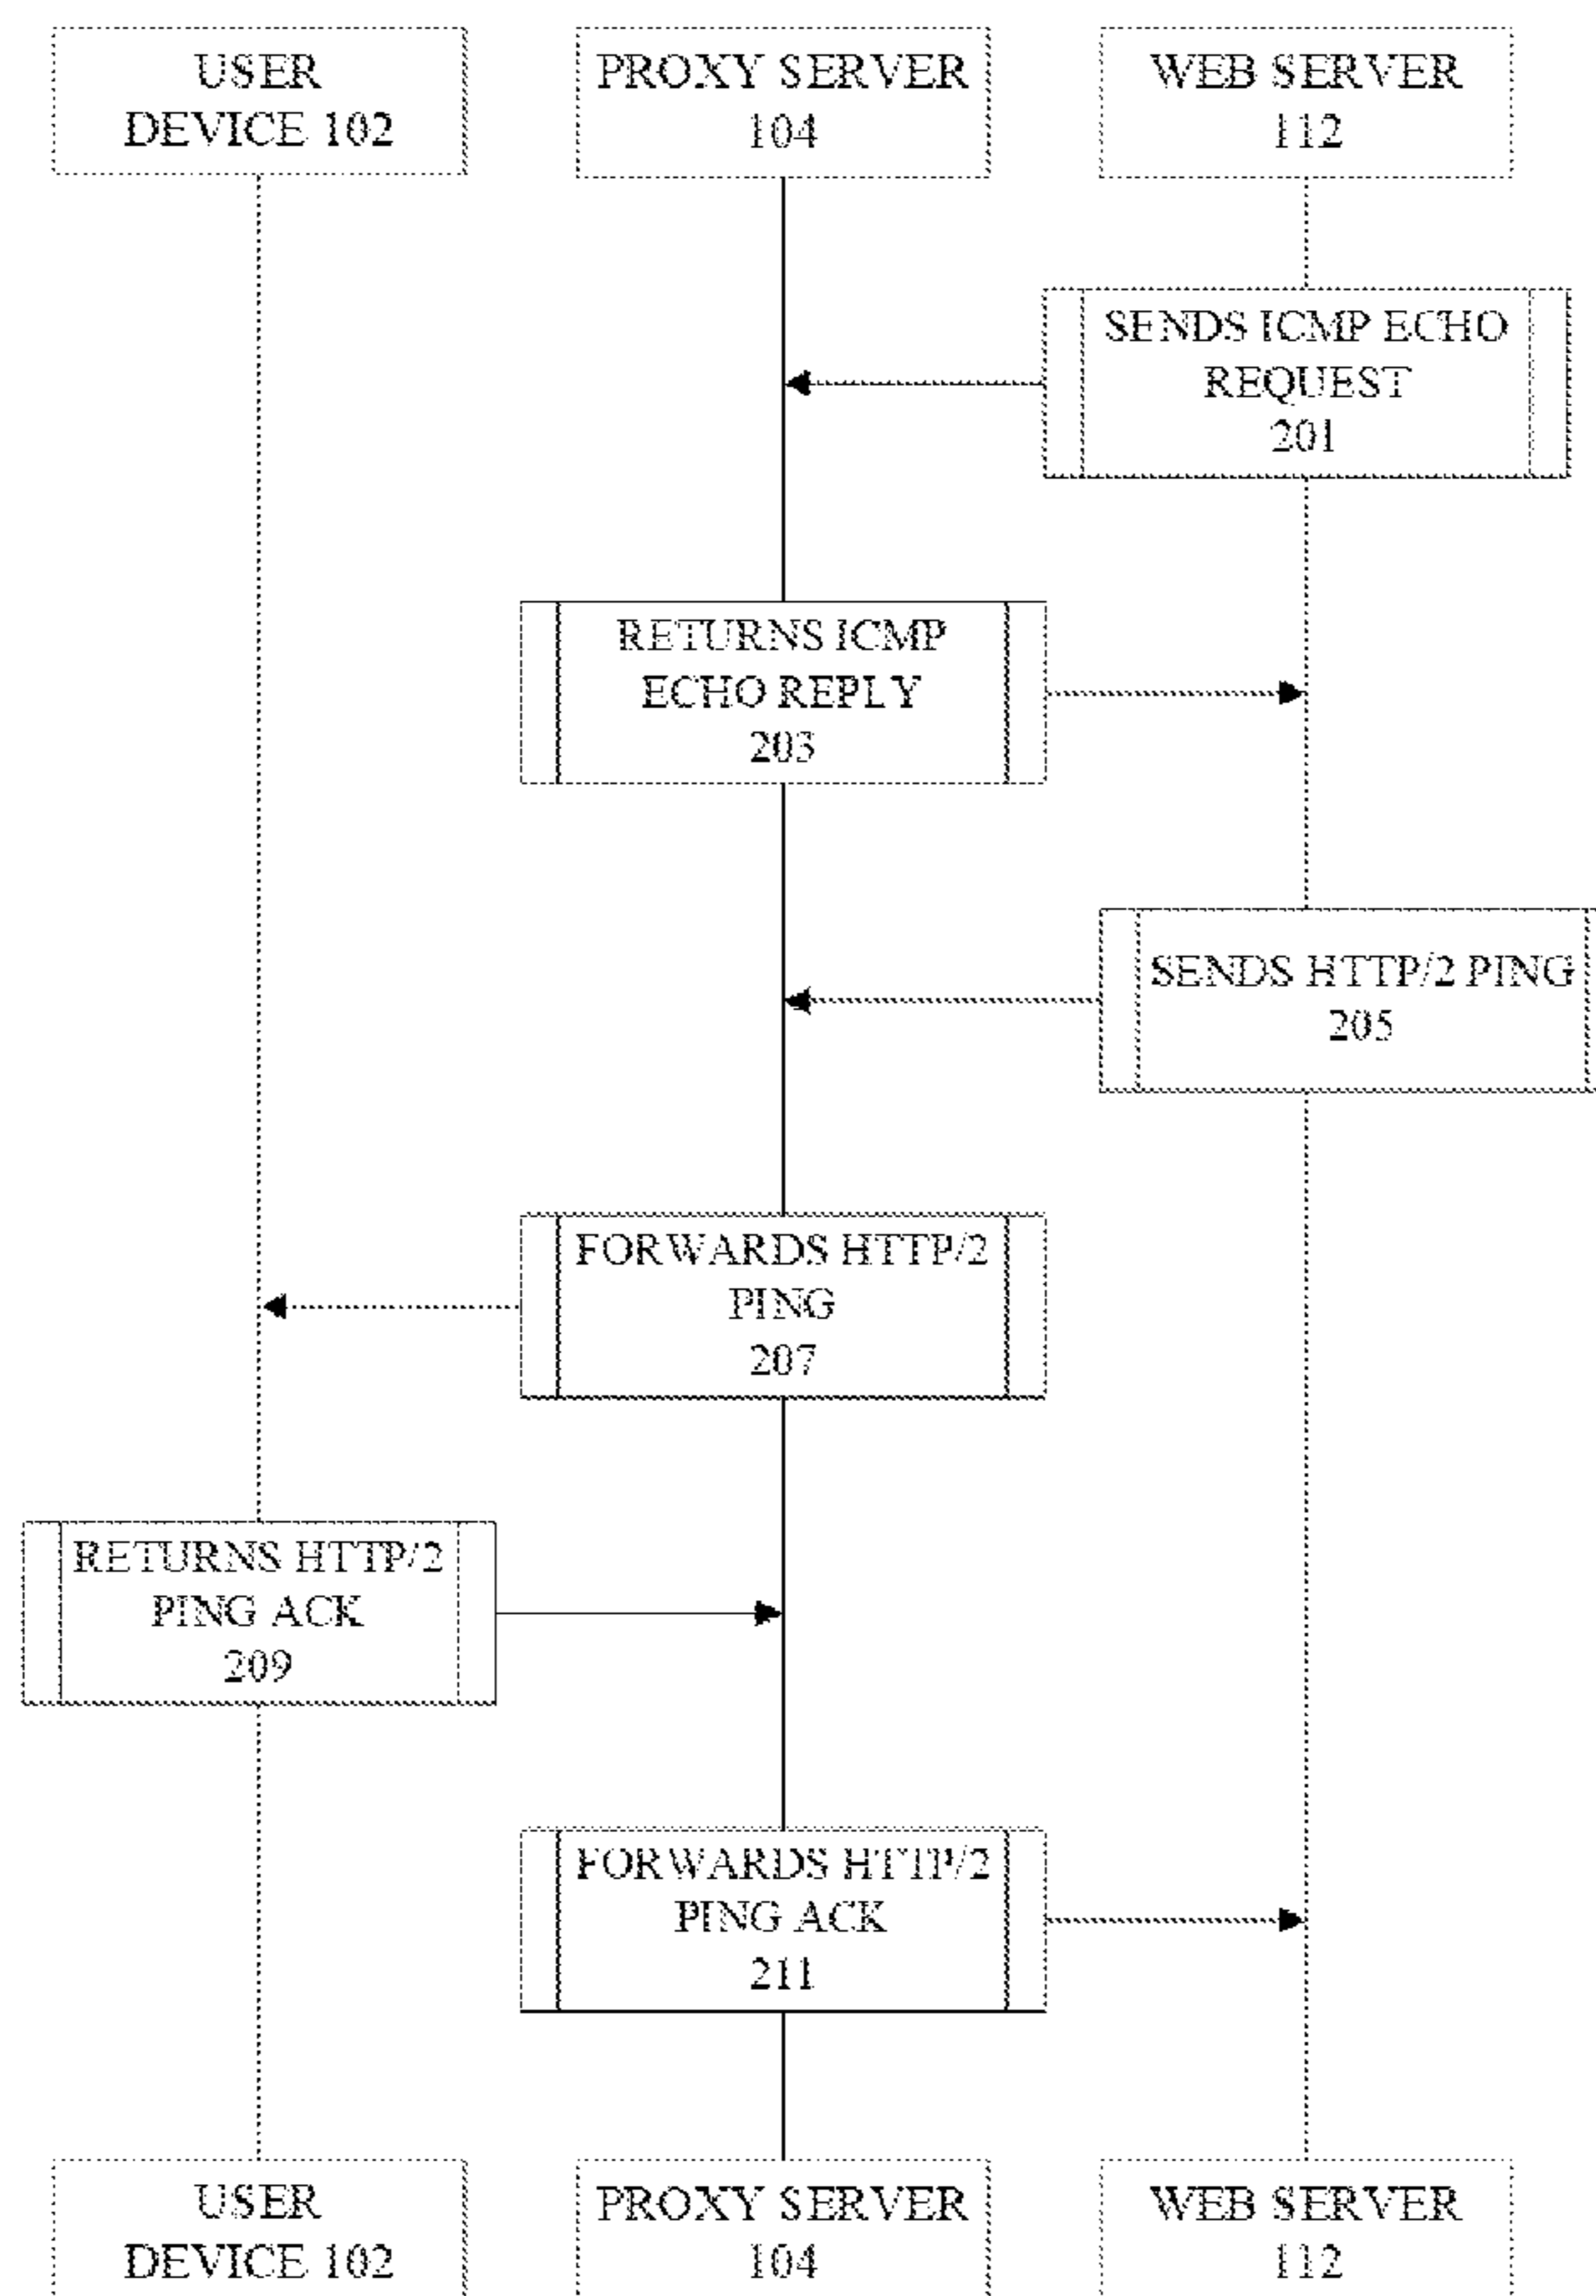 USER
DEVICE 102
PROXY SERVER
104
WEB SERVER
112
SENDS ICMP ECHO
REQUEST
201
RETURNS ICMP
ECHO REPLY
203
SENDS HTTP/2 PING
205
FORWARDS HTTP/2
PING
207
RETURNS HTTP/2
PING ACK
209
FORWARDS HTTP/2
PING ACK
211
USER
DEVICE 102
PROXY SERVER
104
WEB SERVER
112